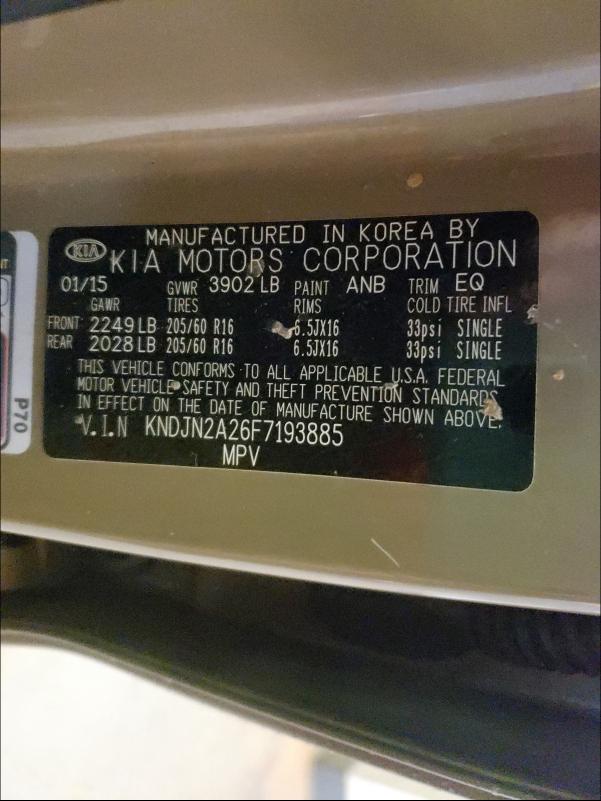 MANUFACTURED IN KOREA BY
KIA KIA MOTORS CORPORATION
01/15 GVWR 3902 LB PAINT ANB TRIM EQ
GAWR TIRES RIMS COLD TIRE INFL
FRONT 2249 LB 205/60 R16 6.5JX16 33psi SINGLE
REAR 2028 LB 205/60 R16 6.5JX16 33psi SINGLE
THIS VEHICLE CONFORMS TO ALL APPLICABLE U.S.A. FEDERAL
MOTOR VEHICLE SAFETY AND THEFT PREVENTION STANDARDS
IN EFFECT ON THE DATE OF MANUFACTURE SHOWN ABOVE.
V.I.N KNDJN2A26F7193885
MPV
P70